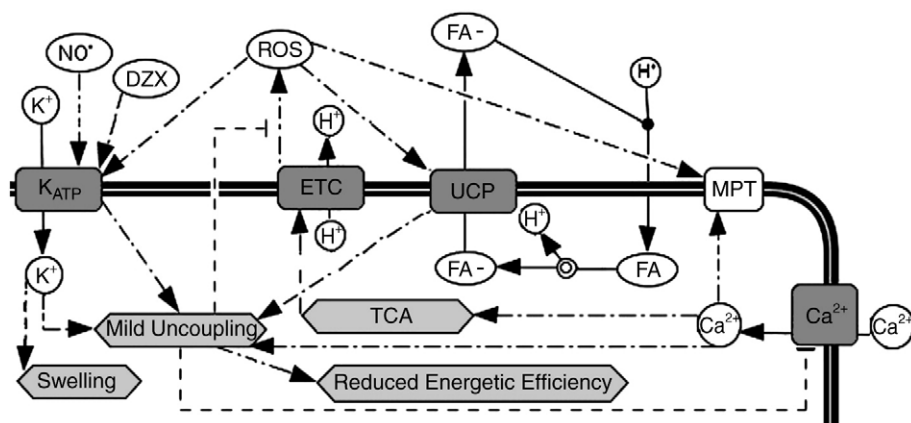 FA-
NO•
ROS
H•
DZX
K+
H+
KATP
ETC
UCP
MPT
H+
H+
K+
FA-
FA
Ca2+
Ca2+
Ca2+
Mild Uncoupling
TCA
Swelling
Reduced Energetic Efficiency